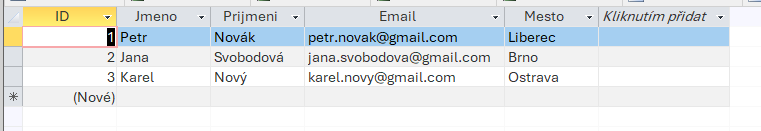 ID Jmeno Prijmeni Email Mesto Kliknutím přidat
1 Petr Novák petr.novak@gmail.com Liberec
2 Jana Svobodová jana.svobodova@gmail.com Brno
3 Karel Nový karel.novy@gmail.com Ostrava
* (Nové)